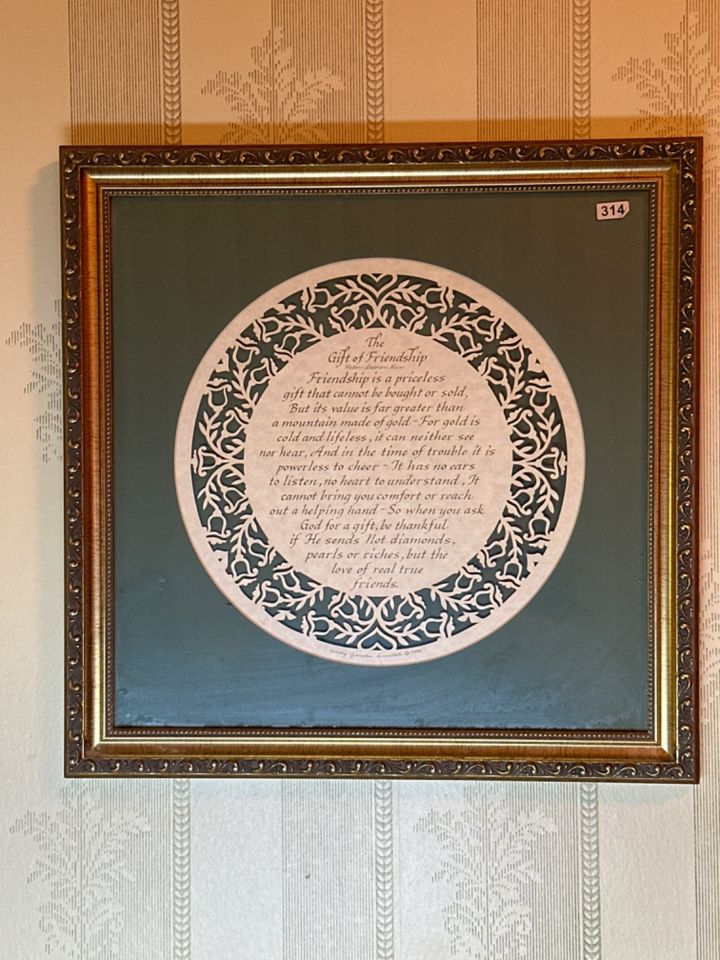 314
The
Gift of Friendship
Helen Steiner Rice
Friendship is a priceless
gift that cannot be bought or sold,
But its value is far greater than
a mountain made of gold - For gold is
cold and lifeless, it can neither see
nor hear, And in the time of trouble it is
powerless to cheer - It has no ears
to listen, no heart to understand, It
cannot bring you comfort or reach
out a helping hand - So when you ask
God for a gift, be thankful
if He sends Not diamonds,
pearls or riches, but the
love of real true
friends.